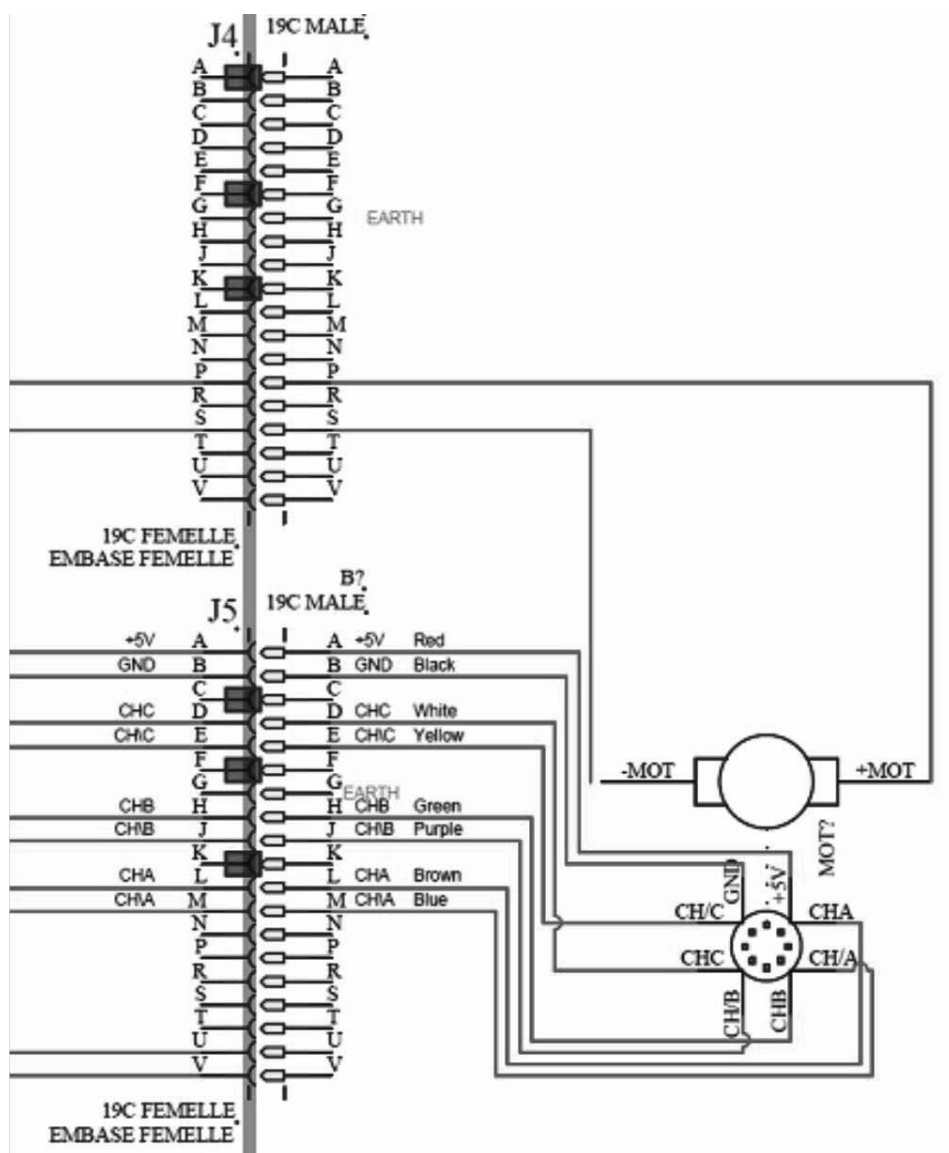 19C MALE
J4
A A
B B
C C
D D
E E
F F
G G
EARTH
H H
J J
K K
L L
M M
N N
P P
R R
S S
T T
U U
V V
19C FEMELLE
EMBASE FEMELLE
B?
19C MALE
J5
+5V A A +5V Red
GND B B GND Black
C C
CHC D D CHC White
CH\C E E CH\C Yellow
F F
G G
EARTH
CHB H H CHB Green
CH\B J J CH\B Purple
K K
CHA L L CHA Brown
CH\A M M CH\A Blue
N N
P P
R R
S S
T T
U U
V V
19C FEMELLE
EMBASE FEMELLE
-MOT +MOT
MOT?
GND +5V
CH/C CHA
CHC CH/A
CH/B CHB